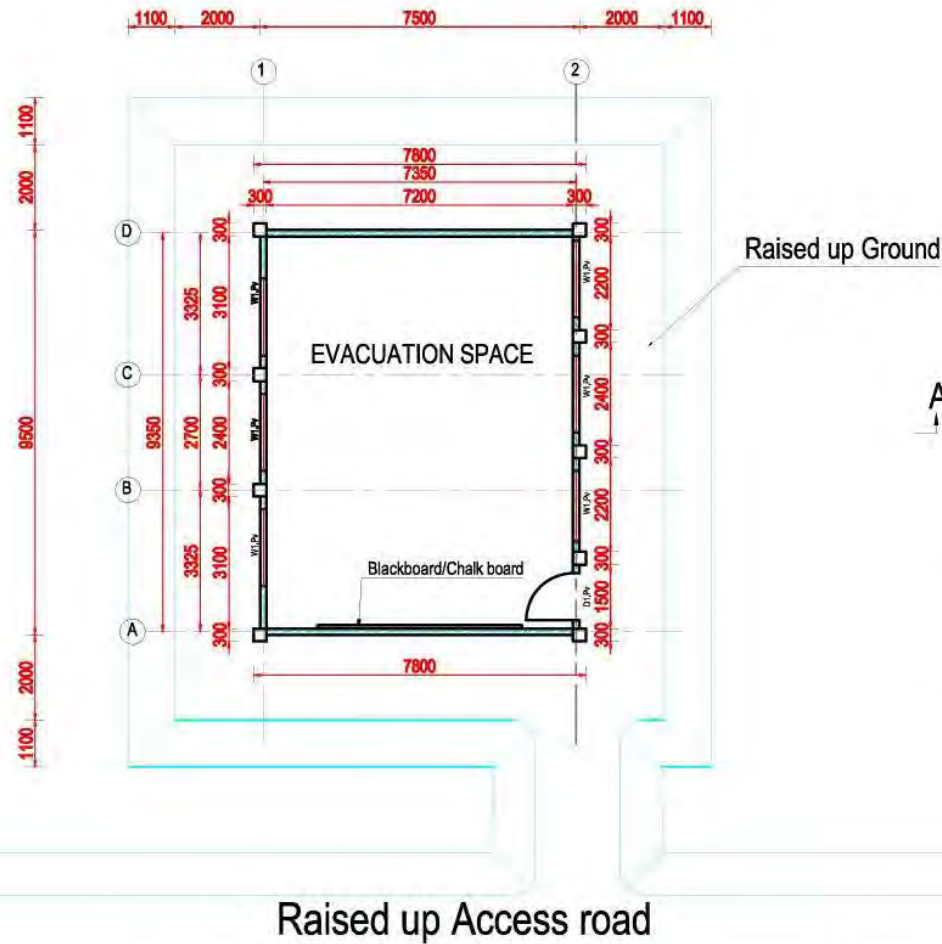 1100 2000 7500 2000 1100
1 2
1100
2000
9500
2000
1100
7800
7350
300 7200 300
D
C
B
A
9350
3325
2700
3325
300
3100
300
2400
300
3100
300
W1,Pv
W1,Pv
W1,Pv
EVACUATION SPACE
Blackboard/Chalk board
W1,Pv
W1,Pv
W1,Pv
D1,Pv
300
2200
300
2400
300
2200
300
1500
300
7800
Raised up Ground
A
Raised up Access road